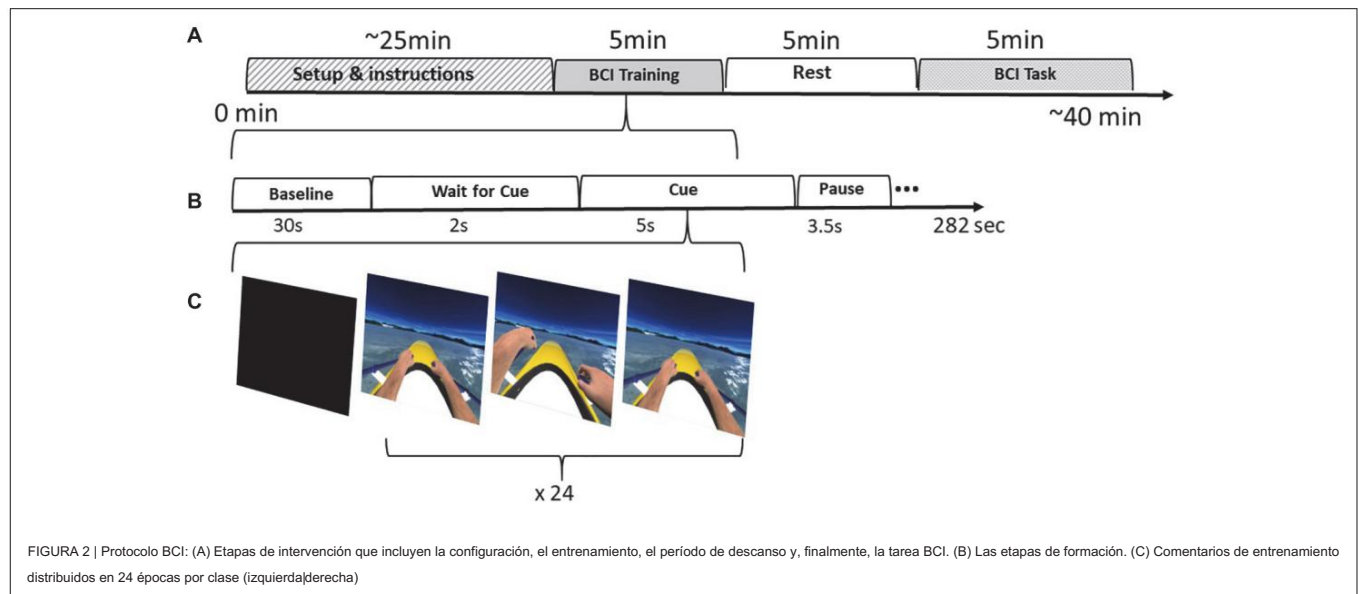 A
~25min 5min 5min 5min
Setup & instructions BCI Training Rest BCI Task
0 min ~40 min
B
Baseline Wait for Cue Cue Pause •••
30s 2s 5s 3.5s 282 sec
C
x 24
FIGURA 2 | Protocolo BCI: (A) Etapas de intervención que incluyen la configuración, el entrenamiento, el período de descanso y, finalmente, la tarea BCI. (B) Las etapas de formación. (C) Comentarios de entrenamiento
distribuidos en 24 épocas por clase (izquierda|derecha)